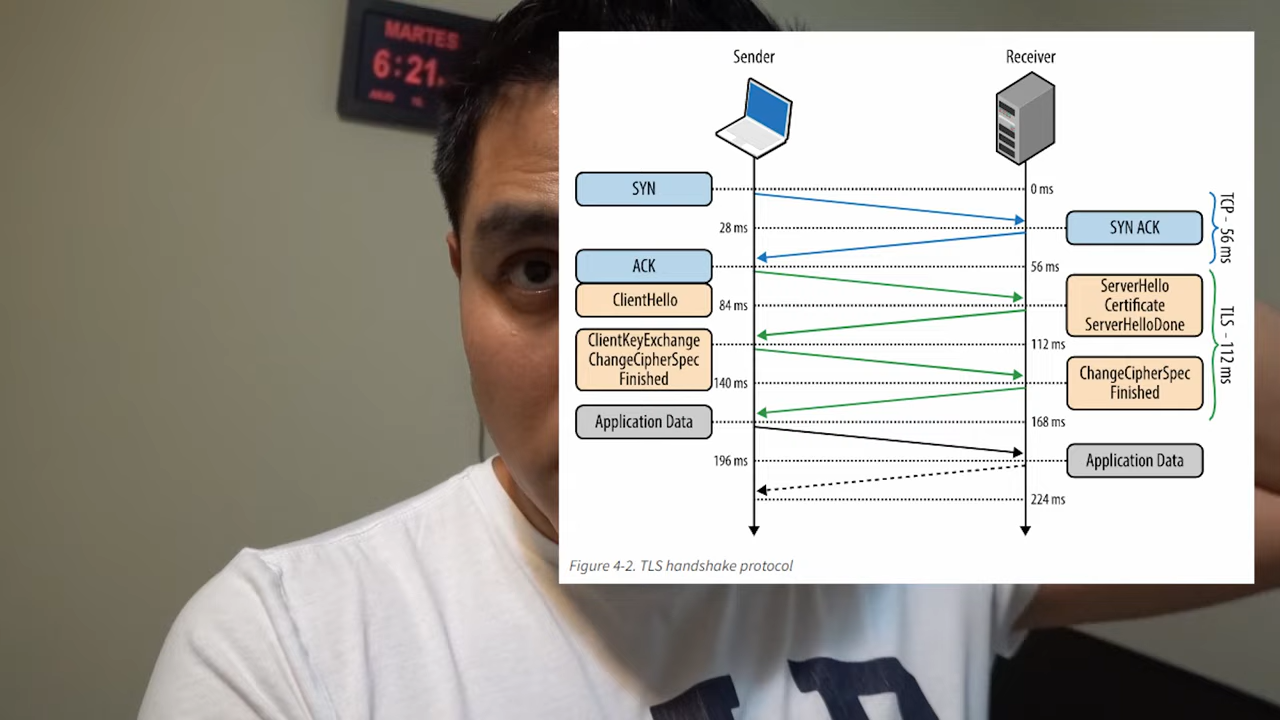 MARTES
6:21
Sender
Receiver
SYN
0 ms
28 ms
SYN ACK
TCP - 56 ms
ACK
56 ms
ClientHello
84 ms
ServerHello
Certificate
ServerHelloDone
TLS - 112 ms
ClientKeyExchange
ChangeCipherSpec
Finished
112 ms
140 ms
ChangeCipherSpec
Finished
Application Data
168 ms
196 ms
Application Data
224 ms
Figure 4-2. TLS handshake protocol